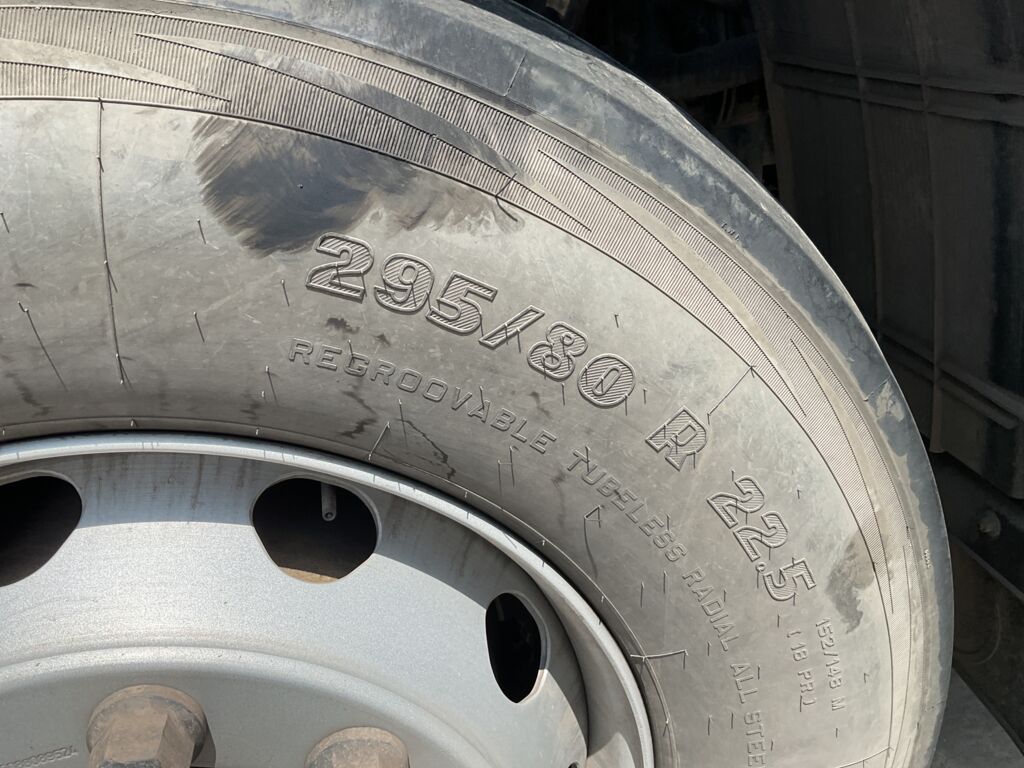 295/80 R 22.5
REGROOVABLE TUBELESS RADIAL ALL STEEL
152/148 M
( 18 PR )